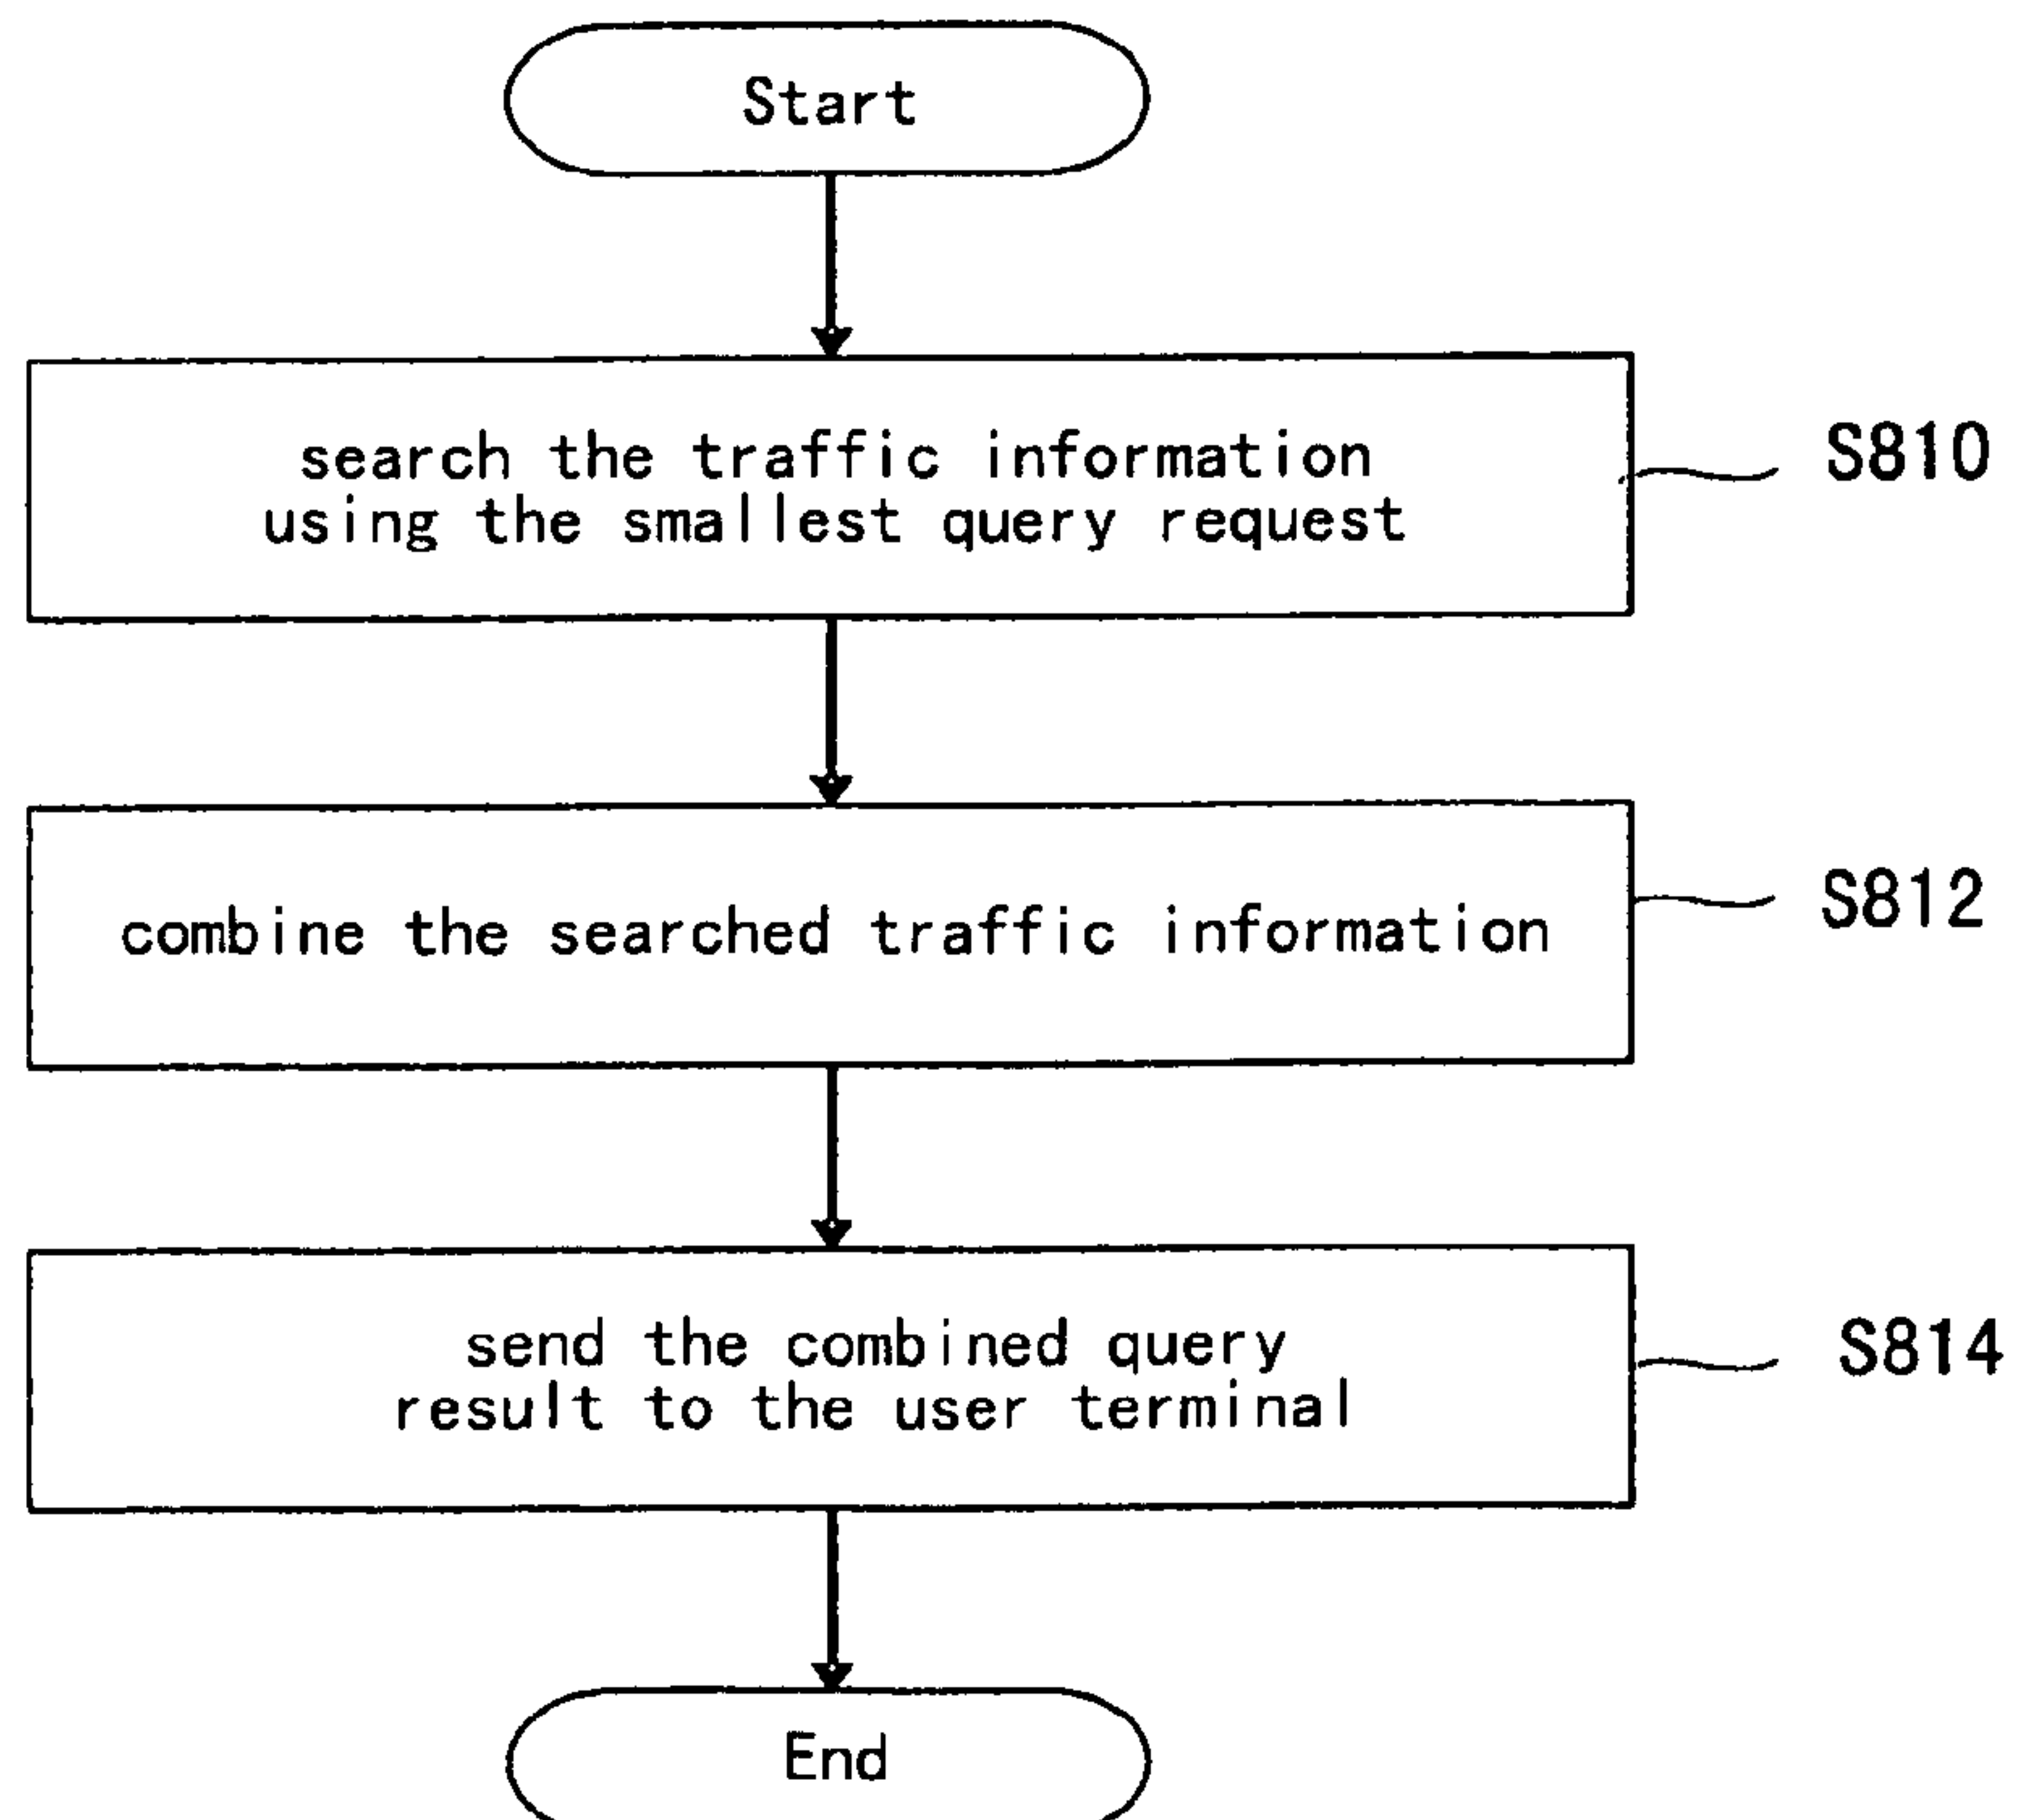 Start
search the traffic information
using the smallest query request
S810
combine the searched traffic information
S812
send the combined query
result to the user terminal
S814
End